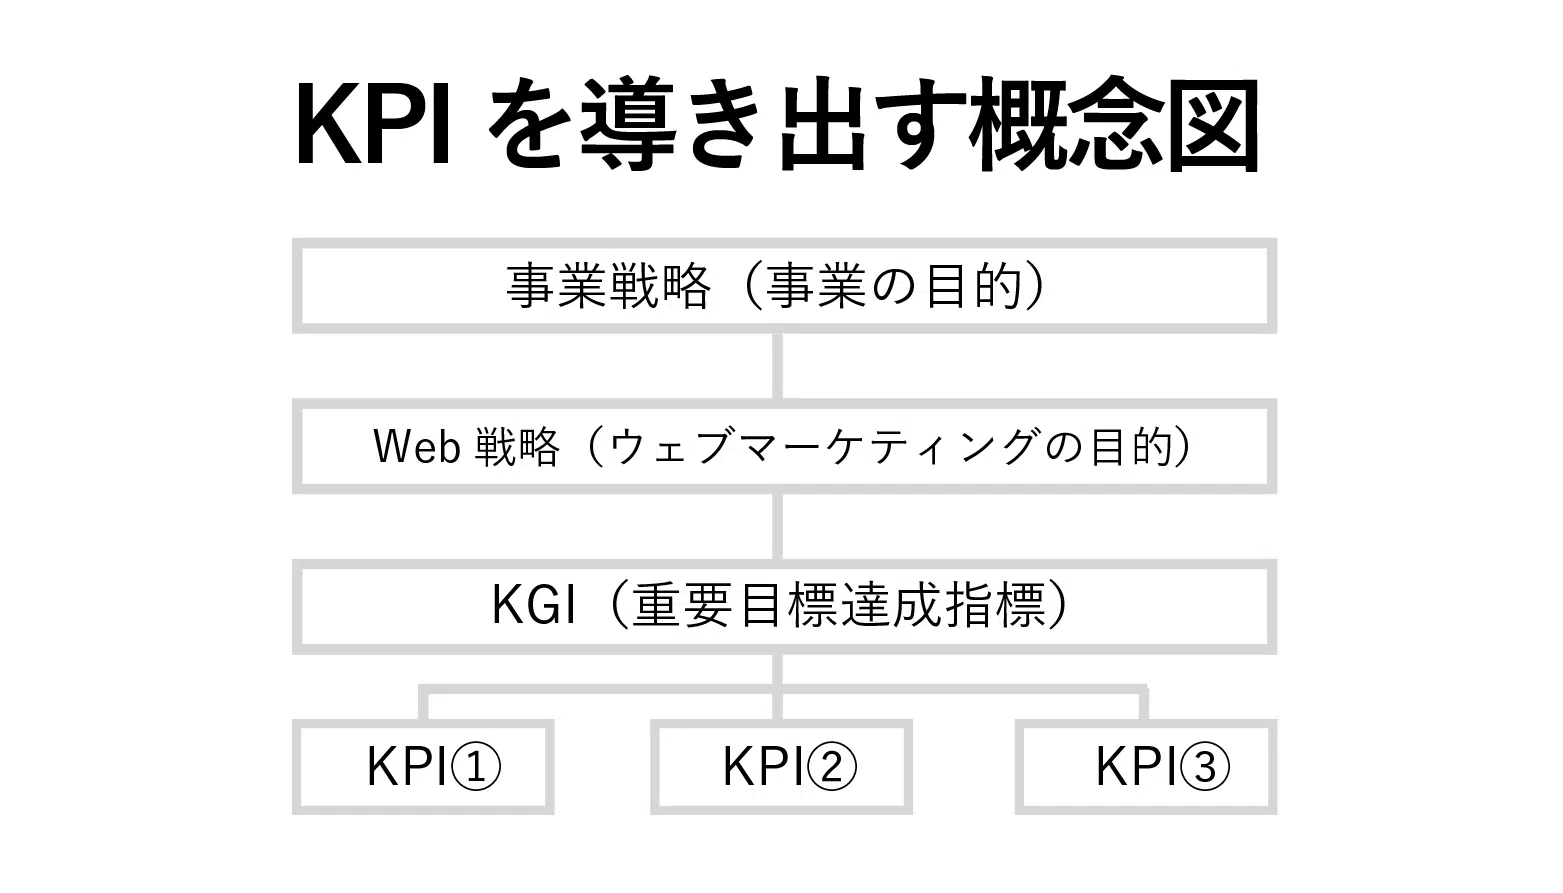 KPI を導き出す概念図
事業戦略（事業の目的）
Web 戦略（ウェブマーケティングの目的）
KGI（重要目標達成指標）
KPI①
KPI②
KPI③